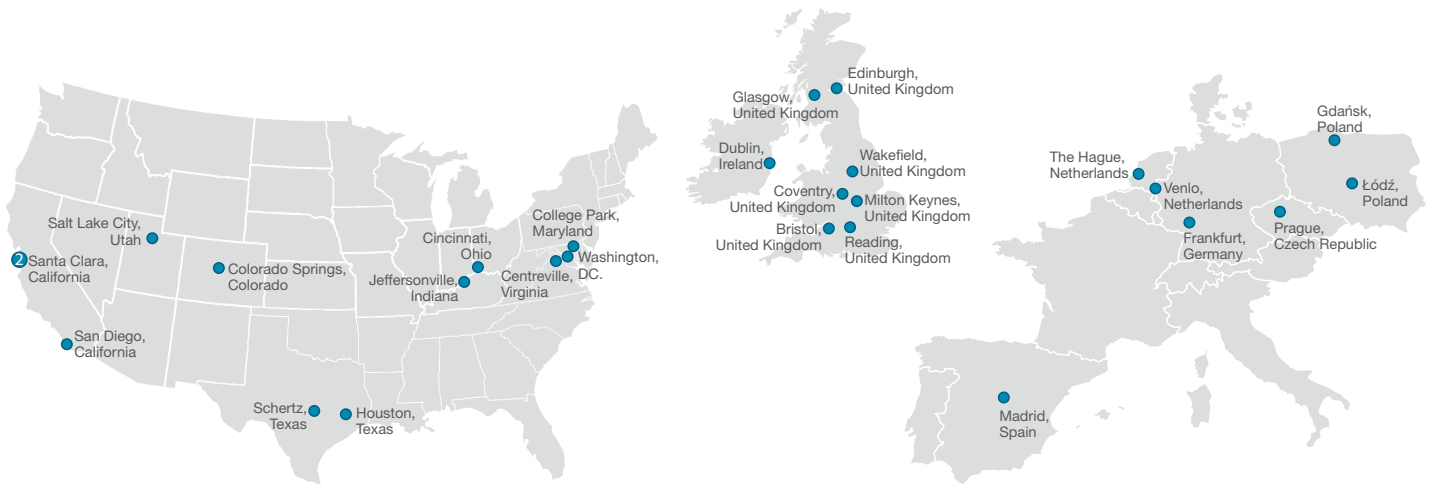 Salt Lake City,
Utah
2
Santa Clara,
California
San Diego,
California
Colorado Springs,
Colorado
Schertz,
Texas
Houston,
Texas
Cincinnati,
Ohio
Jeffersonville,
Indiana
College Park,
Maryland
Washington,
DC.
Centreville,
Virginia
Edinburgh,
United Kingdom
Glasgow,
United Kingdom
Dublin,
Ireland
Wakefield,
United Kingdom
Coventry,
United Kingdom
Milton Keynes,
United Kingdom
Bristol,
United Kingdom
Reading,
United Kingdom
Gdańsk,
Poland
The Hague,
Netherlands
Venlo,
Netherlands
Łódź,
Poland
Frankfurt,
Germany
Prague,
Czech Republic
Madrid,
Spain